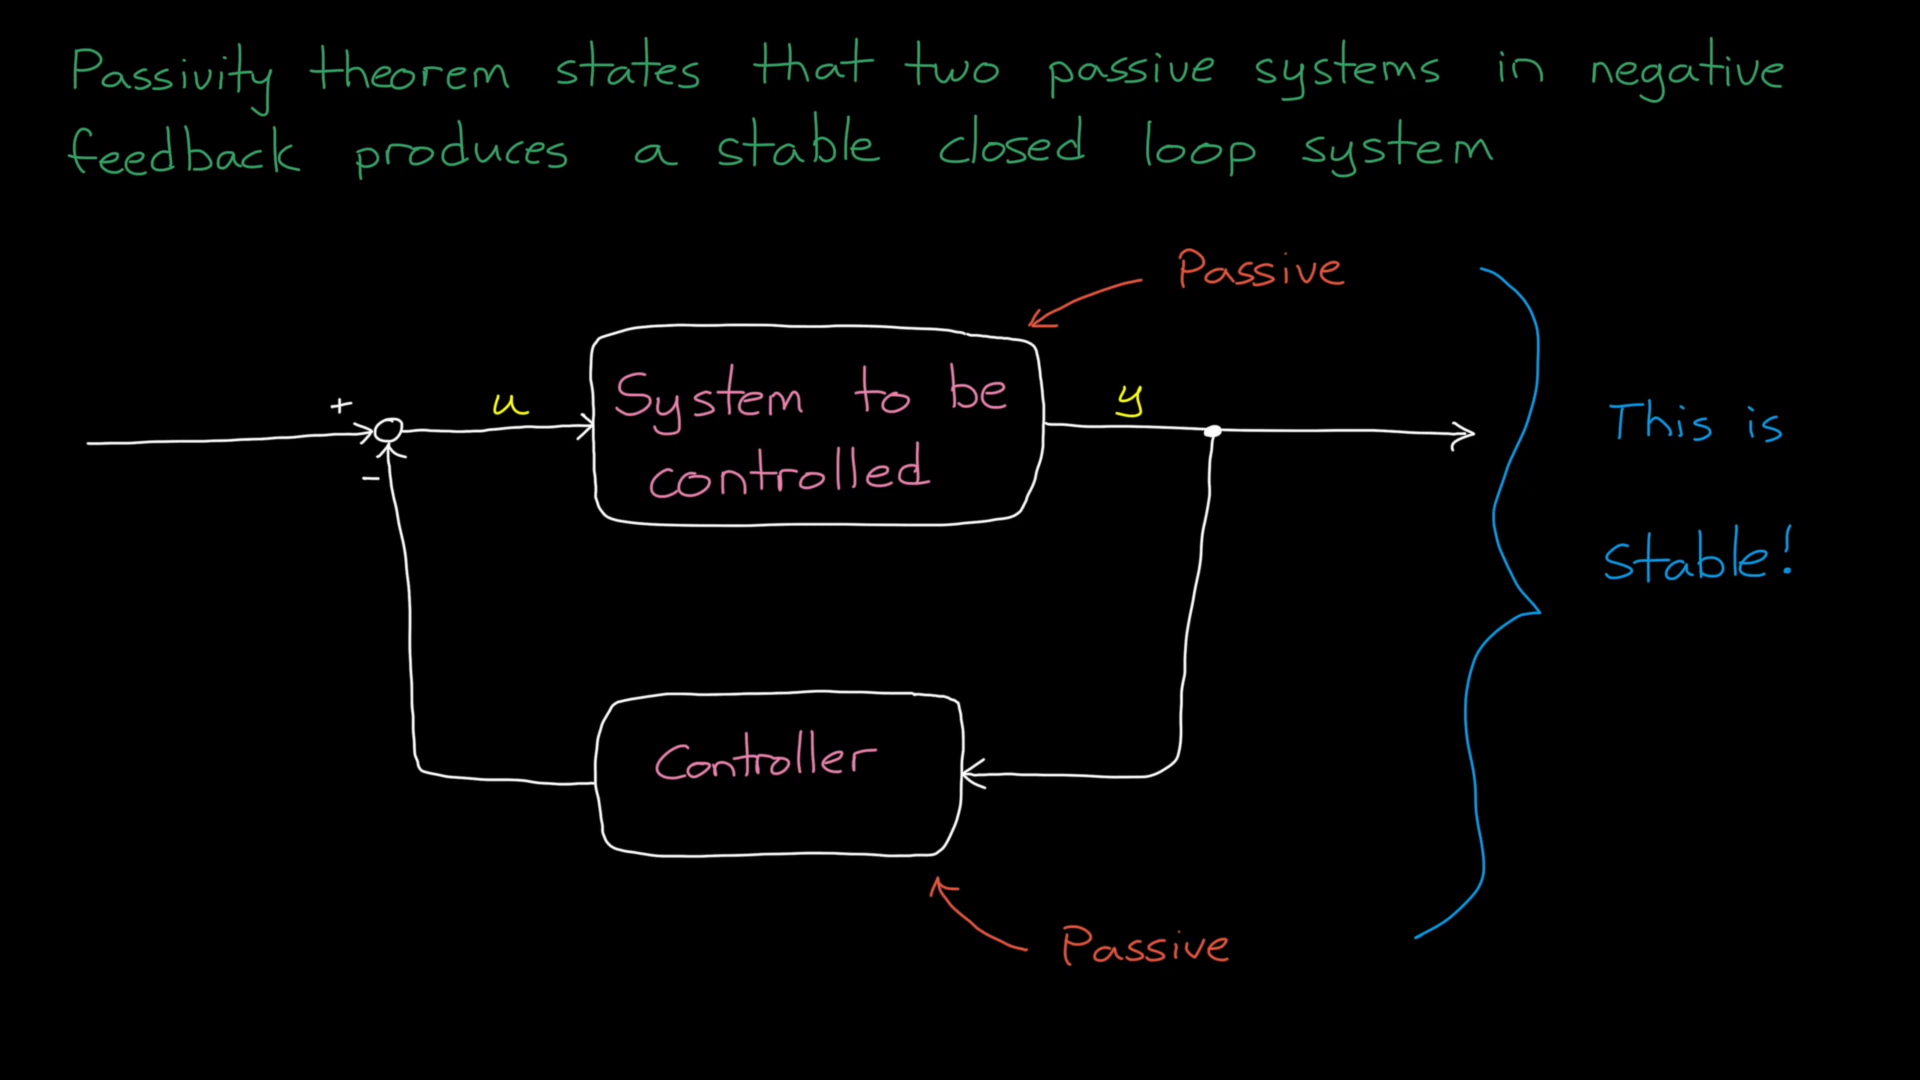 Passivity theorem states that two passive systems in negative
feedback produces a stable closed loop system
Passive
+
u
System to be
controlled
y
-
This is
stable!
Controller
Passive